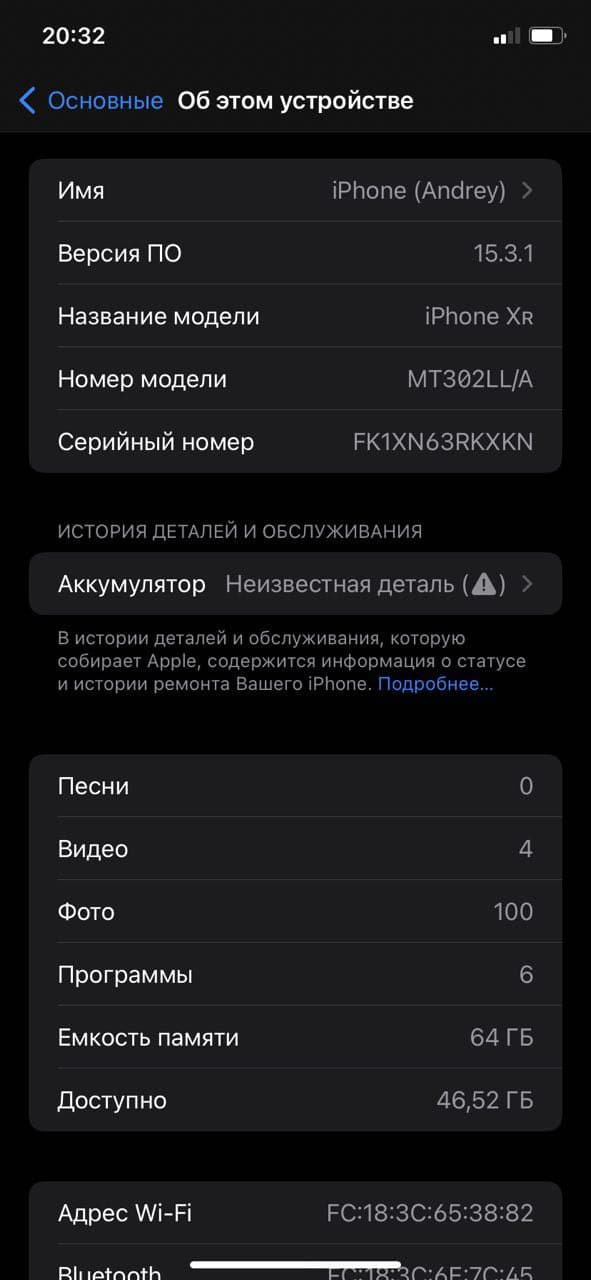 20:32
Основные Об этом устройстве
Имя iPhone (Andrey)
Версия ПО 15.3.1
Название модели iPhone XR
Номер модели MT302LL/A
Серийный номер FK1XN63RKXKN
ИСТОРИЯ ДЕТАЛЕЙ И ОБСЛУЖИВАНИЯ
Аккумулятор Неизвестная деталь (⚠)
В истории деталей и обслуживания, которую
собирает Apple, содержится информация о статусе
и истории ремонта Вашего iPhone. Подробнее...
Песни 0
Видео 4
Фото 100
Программы 6
Емкость памяти 64 ГБ
Доступно 46,52 ГБ
Адрес Wi-Fi FC:18:3C:65:38:82
Bluetooth FC:18:3C:6F:7C:45